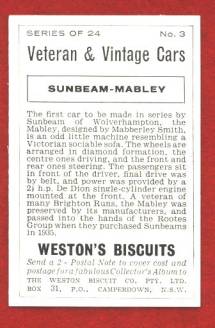 SERIES OF 24 No. 3
Veteran & Vintage Cars
SUNBEAM-MABLEY
The first car to be made in series by
Sunbeam of Wolverhampton, the
Mabley, designed by Mabberley Smith,
is an odd little machine resembling a
Victorian sociable sofa. The wheels are
arranged in diamond formation, the
centre ones driving, and the front and
rear ones steering. The passengers sit
in front of the driver, final drive was
by belt, and power was provided by a
2¾ h.p. De Dion single-cylinder engine
mounted at the front. A veteran of
many Brighton Runs, the Mabley was
preserved by its manufacturers, and
passed into the hands of the Rootes
Group when they purchased Sunbeams
in 1935.
WESTON'S BISCUITS
Send a 2 - Postal Note to cover cost and
postage for a fabulous Collector's Album to
THE WESTON BISCUIT CO., PTY. LTD.
BOX 31, P.O., CAMPERDOWN, N.S.W.